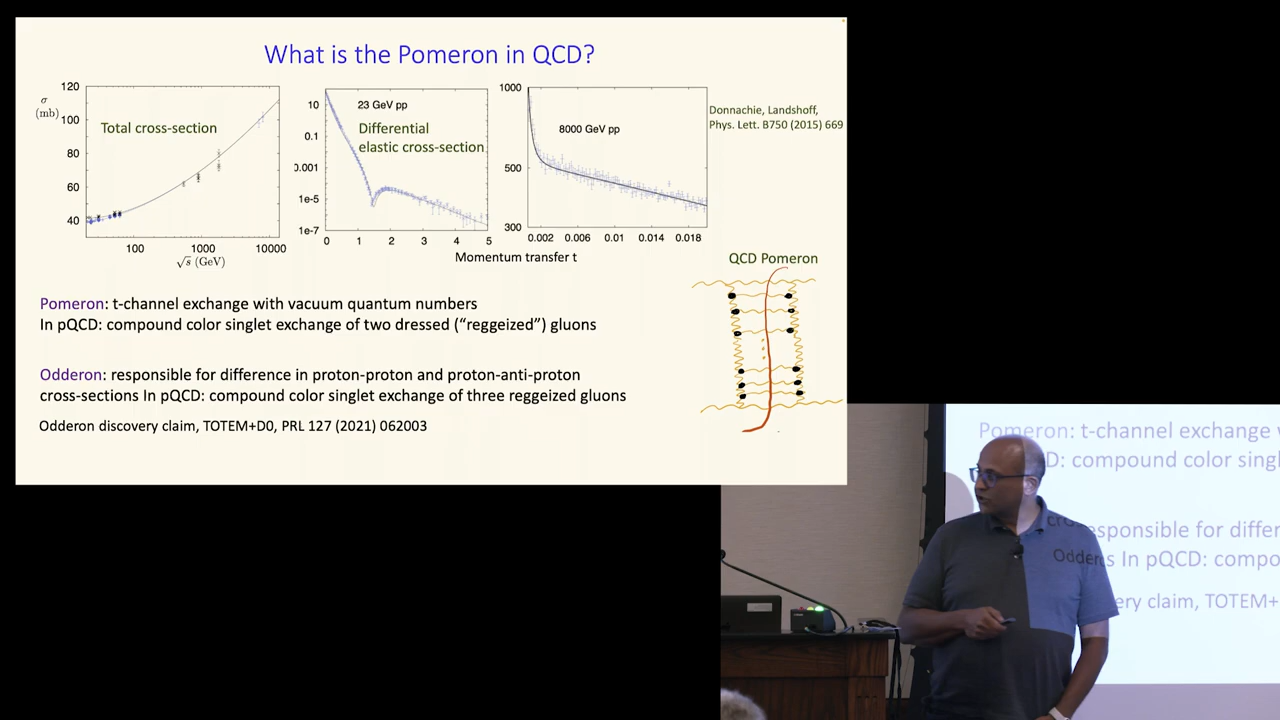 What is the Pomeron in QCD?
120
100
80
60
40
σ
(mb)
Total cross-section
100
1000
10000
√s (GeV)
10
0.1
0.001
1e-5
1e-7
23 GeV pp
Differential
elastic cross-section
0
1
2
3
4
5
1000
500
300
8000 GeV pp
0.002
0.006
0.01
0.014
0.018
Momentum transfer t
Donnachie, Landshoff,
Phys. Lett. B750 (2015) 669
QCD Pomeron
Pomeron: t-channel exchange with vacuum quantum numbers
In pQCD: compound color singlet exchange of two dressed (“reggeized”) gluons
Odderon: responsible for difference in proton-proton and proton-anti-proton
cross-sections In pQCD: compound color singlet exchange of three reggeized gluons
Odderon discovery claim, TOTEM+D0, PRL 127 (2021) 062003
Pomeron: t-channel exchange
D: compound color singl
responsible for differ
s In pQCD: compo
ery claim, TOTEM+
cro
Odder